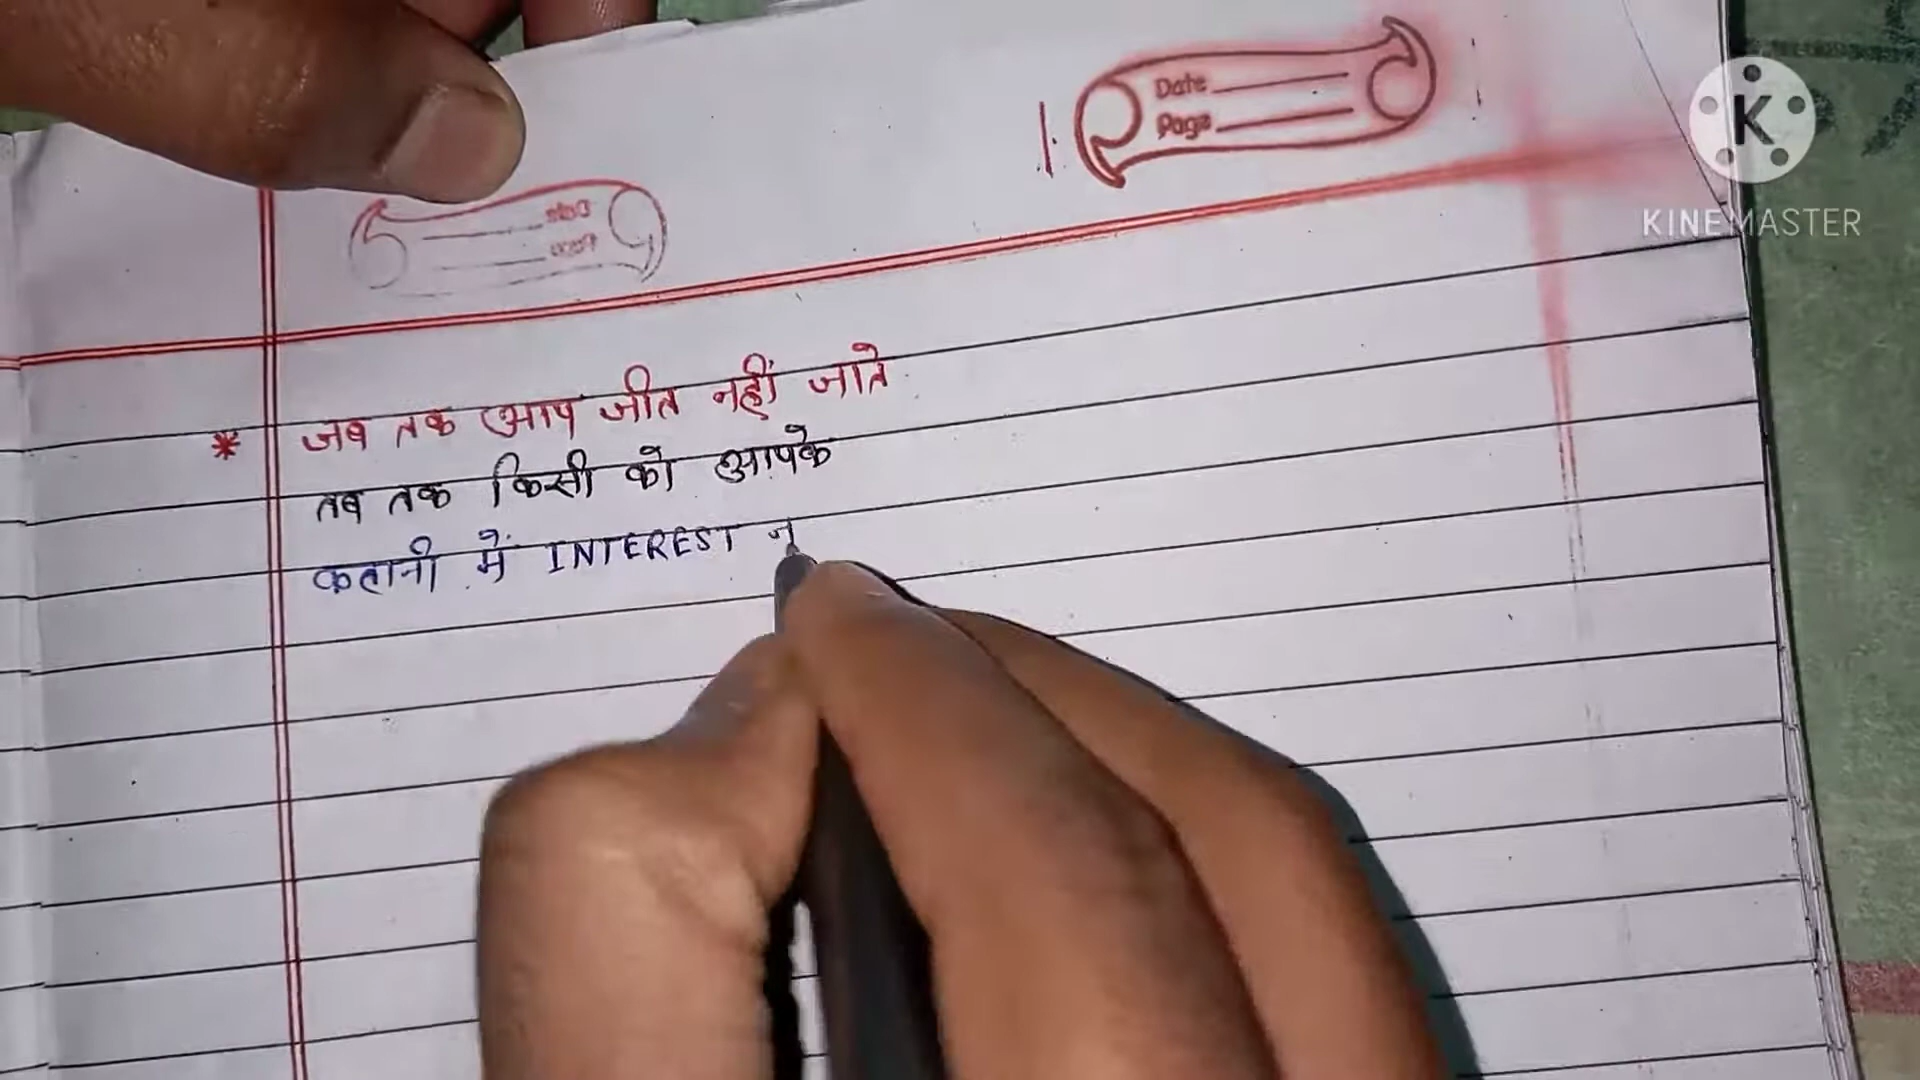 Date
Page
KINEMASTER
* जब तक आप जीत नहीं जाते
तब तक किसी को आपके
कहानी में INTEREST न